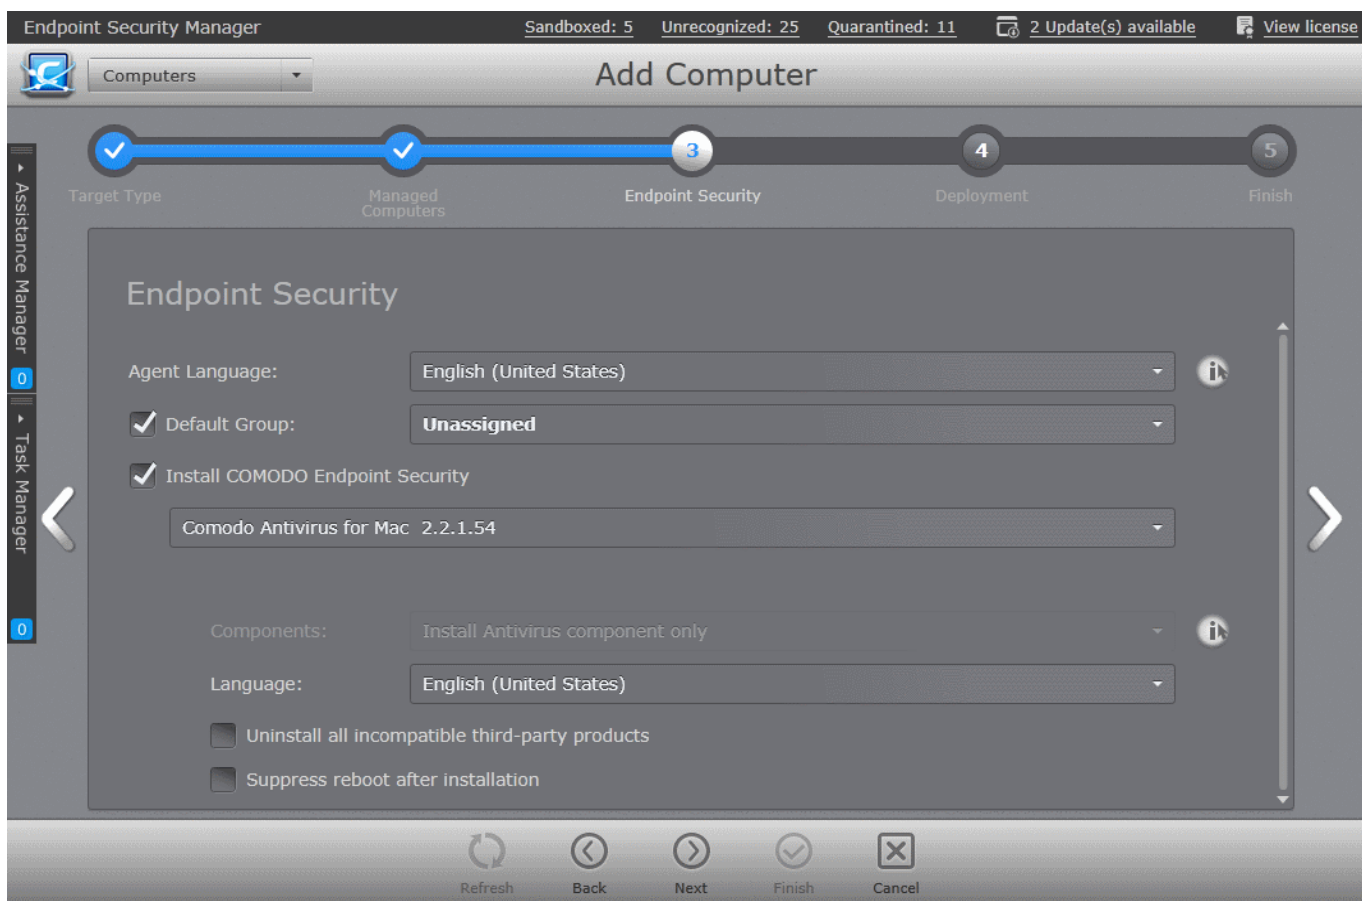 Endpoint Security Manager Sandboxed: 5 Unrecognized: 25 Quarantined: 11 2 Update(s) available View license
Computers
Add Computer
3
4
5
Target Type
Managed
Computers
Endpoint Security
Deployment
Finish
Assistance Manager
0
Task Manager
0
Endpoint Security
Agent Language: English (United States)
Default Group: Unassigned
Install COMODO Endpoint Security
Comodo Antivirus for Mac 2.2.1.54
Components: Install Antivirus component only
Language: English (United States)
Uninstall all incompatible third-party products
Suppress reboot after installation
Refresh Back Next Finish Cancel